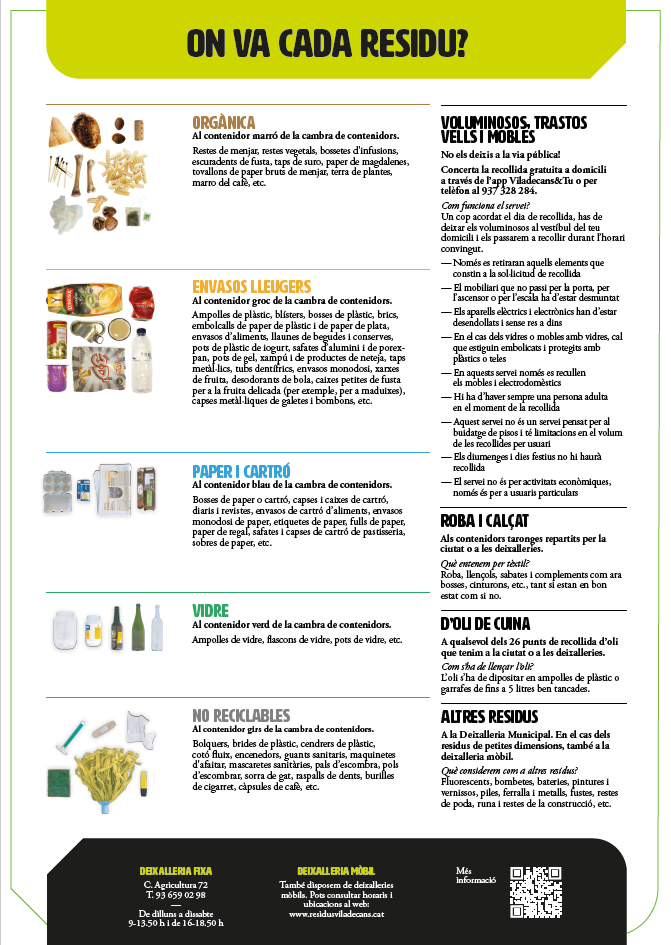 ON VA CADA RESIDU?
ORGÀNICA
Al contenidor marró de la cambra de contenidors.
Restes de menjar, restes vegetals, bossetes d'infusions,
escuradents de fusta, taps de suro, paper de magdalenes,
tovallons de paper bruts de menjar, terra de plantes,
marro del cafè, etc.
ENVASOS LLEUGERS
Al contenidor groc de la cambra de contenidors.
Ampolles de plàstic, blísters, bosses de plàstic, brics,
embolcalls de paper de plàstic i de paper de plata,
envasos d'aliments, llaunes de begudes i conserves,
pots de plàstic de iogurt, safates d'alumini i de porex-
pan, pots de gel, xampú i de productes de neteja, taps
metàl·lics, tubs dentífrics, envasos monodosi, xarxes
de fruita, desodorants de bola, caixes petites de fusta
per a la fruita delicada (per exemple, per a maduixes),
capses metàl·liques de galetes i bombons, etc.
PAPER I CARTRÓ
Al contenidor blau de la cambra de contenidors.
Bosses de paper o cartró, capses i caixes de cartró,
diaris i revistes, envasos de cartró d'aliments, envasos
monodosi de paper, etiquetes de paper, fulls de paper,
paper de regal, safates i capses de cartró de pastisseria,
sobres de paper, etc.
VIDRE
Al contenidor verd de la cambra de contenidors.
Ampolles de vidre, flascons de vidre, pots de vidre, etc.
NO RECICLABLES
Al contenidor gris de la cambra de contenidors.
Bolquers, brides de plàstic, cendrers de plàstic,
cotó fluix, encenedors, guants sanitaris, maquinetes
d'afaitar, mascaretes sanitàries, pals d'escombra, pols
d'escombrar, sorra de gat, raspalls de dents, burilles
de cigarret, càpsules de cafè, etc.
VOLUMINOSOS, TRASTOS
VELLS I MOBLES
No els deixis a la via pública!
Concerta la recollida gratuita a domicili
a través de l'app Viladecans&Tu o per
telèfon al 937 328 284.
Com funciona el servei?
Un cop acordat el dia de recollida, has de
deixar els voluminosos al vestíbul del teu
domicili i els passarem a recollir durant l'horari
convingut.
— Només es retiraran aquells elements que
constin a la sol·licitud de recollida
— El mobiliari que no passi per la porta, per
l'ascensor o per l'escala ha d'estar desmuntat
— Els aparells elèctrics i electrònics han d'estar
desendollats i sense res a dins
— En el cas dels vidres o mobles amb vidres, cal
que estiguin embolicats i protegits amb
plàstics o teles
— En aquests servei només es recullen
els mobles i electrodomèstics
— Hi ha d'haver sempre una persona adulta
en el moment de la recollida
— Aquest servei no és un servei pensat per al
buidatge de pisos i té limitacions en el volum
de les recollides per usuari
— Els diumenges i dies festius no hi haurà
recollida
— El servei no és per activitats econòmiques,
només és per a usuaris particulars
ROBA I CALÇAT
Als contenidors taronges repartits per la
ciutat o a les deixalleries.
Què entenem per tèxtil?
Roba, llençols, sabates i complements com ara
bosses, cinturons, etc., tant si estan en bon
estat com si no.
D'OLI DE CUINA
A qualsevol dels 26 punts de recollida d'oli
que tenim a la ciutat o a les deixalleries.
Com s'ha de llençar l'oli?
L'oli s'ha de dipositar en ampolles de plàstic o
garrafes de fins a 5 litres ben tancades.
ALTRES RESIDUS
A la Deixalleria Municipal. En el cas dels
residus de petites dimensions, també a la
deixalleria mòbil.
Què considerem com a altres residus?
Fluorescents, bombetes, bateries, pintures i
vernissos, piles, ferralla i metalls, fustes, restes
de poda, runa i restes de la construcció, etc.
DEIXALLERIA FIXA
C. Agricultura 72
T. 93 659 02 98
—
De dilluns a dissabte
9-13.50 h i de 16-18.50 h
DEIXALLERIA MÒBIL
També disposem de deixalleries
mòbils. Pots consultar horaris i
ubicacions al web:
www.residusviladecans.cat
Més
informació